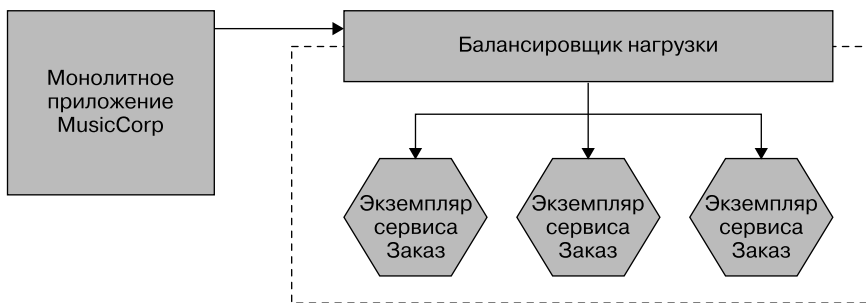 Монолитное
приложение
MusicCorp
Балансировщик нагрузки
Экземпляр
сервиса
Заказ
Экземпляр
сервиса
Заказ
Экземпляр
сервиса
Заказ